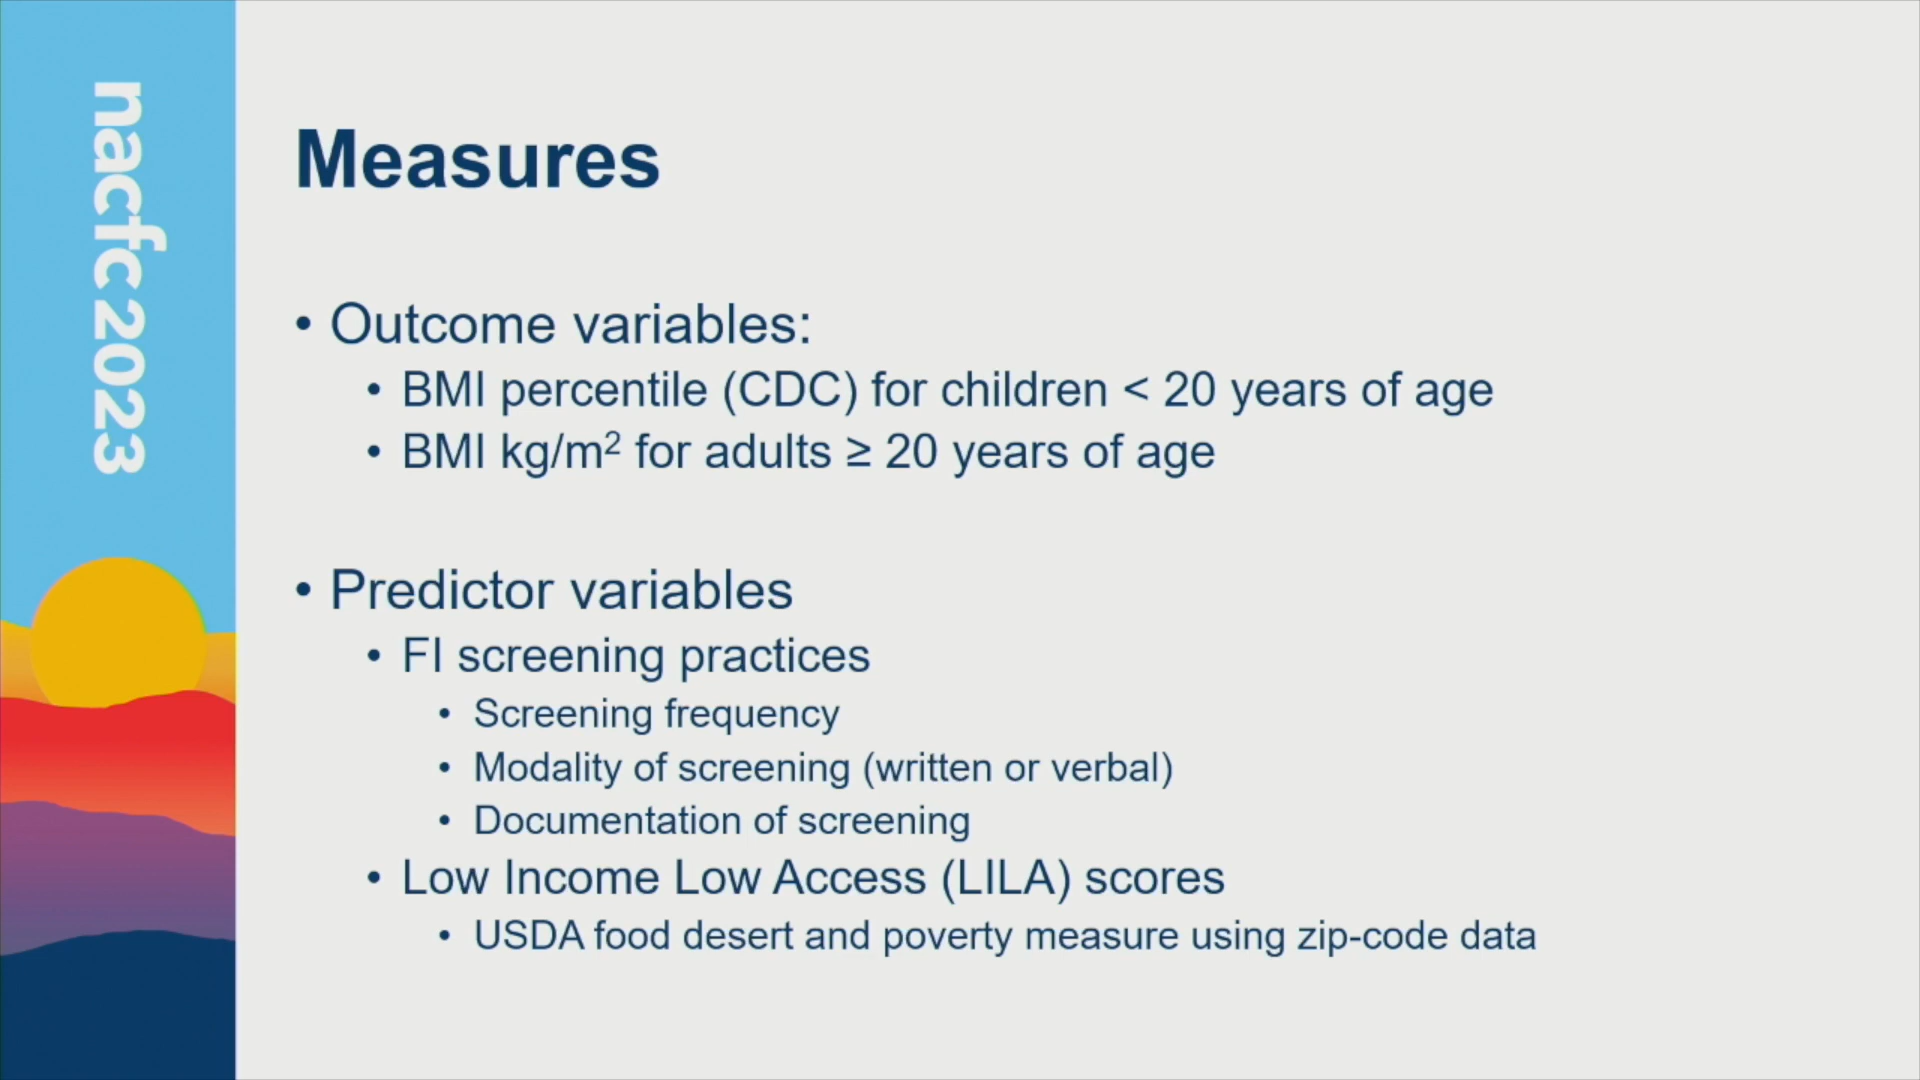 nacfc 2023
Measures
• Outcome variables:
• BMI percentile (CDC) for children < 20 years of age
• BMI kg/m² for adults ≥ 20 years of age
• Predictor variables
• FI screening practices
• Screening frequency
• Modality of screening (written or verbal)
• Documentation of screening
• Low Income Low Access (LILA) scores
• USDA food desert and poverty measure using zip-code data